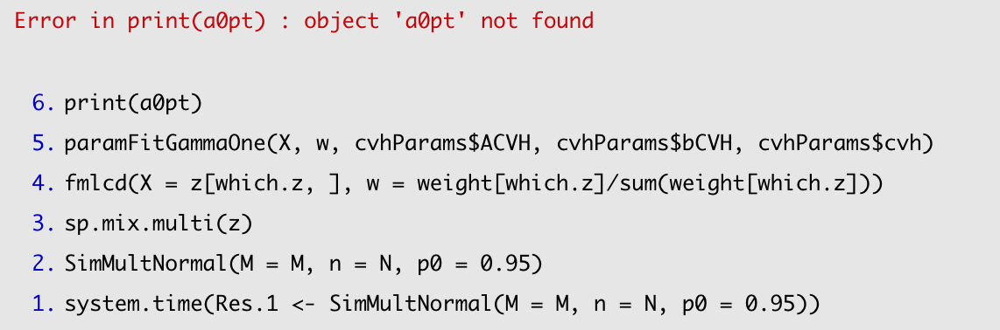 Error in print(a0pt) : object 'a0pt' not found
6. print(a0pt)
5. paramFitGammaOne(X, w, cvhParams$ACVH, cvhParams$bCVH, cvhParams$cvh)
4. fmlcd(X = z[which.z, ], w = weight[which.z]/sum(weight[which.z]))
3. sp.mix.multi(z)
2. SimMultNormal(M = M, n = N, p0 = 0.95)
1. system.time(Res.1 <- SimMultNormal(M = M, n = N, p0 = 0.95))